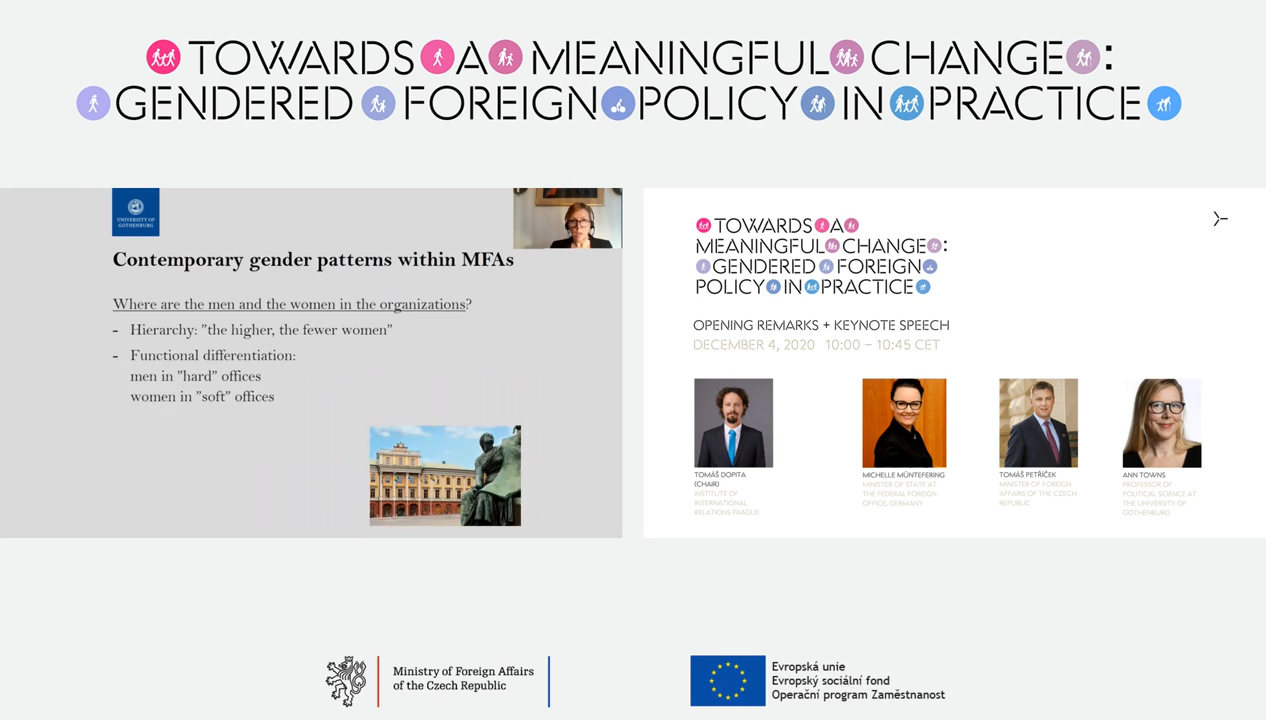 TOWARDS A MEANINGFUL CHANGE:
GENDERED FOREIGN POLICY IN PRACTICE
UNIVERSITY OF
GOTHENBURG
Contemporary gender patterns within MFAs
Where are the men and the women in the organizations?
- Hierarchy: "the higher, the fewer women"
- Functional differentiation:
men in "hard" offices
women in "soft" offices
TOWARDS A
MEANINGFUL CHANGE:
GENDERED FOREIGN
POLICY IN PRACTICE
OPENING REMARKS + KEYNOTE SPEECH
DECEMBER 4, 2020 10:00 – 10:45 CET
TOMÁŠ DOPITA
(CHAIR)
INSTITUTE OF
INTERNATIONAL
RELATIONS PRAGUE
MICHELLE MÜNTEFERING
MINISTER OF STATE AT
THE FEDERAL FOREIGN
OFFICE, GERMANY
TOMÁŠ PETŘÍČEK
MINISTER OF FOREIGN
AFFAIRS OF THE CZECH
REPUBLIC
ANN TOWNS
PROFESSOR OF
POLITICAL SCIENCE AT
THE UNIVERSITY OF
GOTHENBURG
Ministry of Foreign Affairs
of the Czech Republic
Evropská unie
Evropský sociální fond
Operační program Zaměstnanost